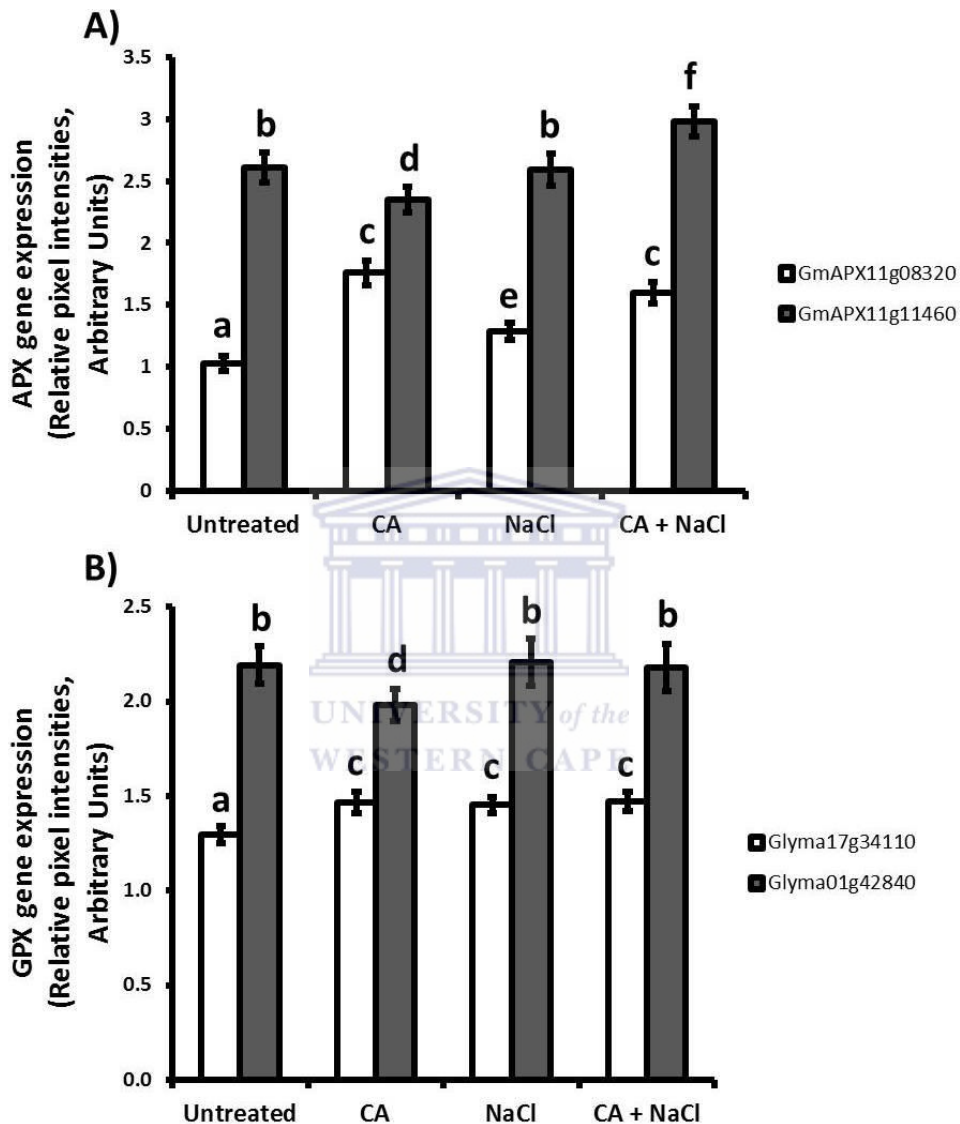 A)
APX gene expression
(Relative pixel intensities,
Arbitrary Units)
3.5
3
2.5
2
1.5
1
0.5
0
a
b
c
d
e
b
c
f
Untreated
CA
NaCl
CA + NaCl
GmAPX11g08320
GmAPX11g11460
UNIVERSITY of the
WESTERN CAPE
B)
GPX gene expression
(Relative pixel intensities,
Arbitrary Units)
2.5
2.0
1.5
1.0
0.5
0.0
a
b
c
d
c
b
c
b
Untreated
CA
NaCl
CA + NaCl
Glyma17g34110
Glyma01g42840